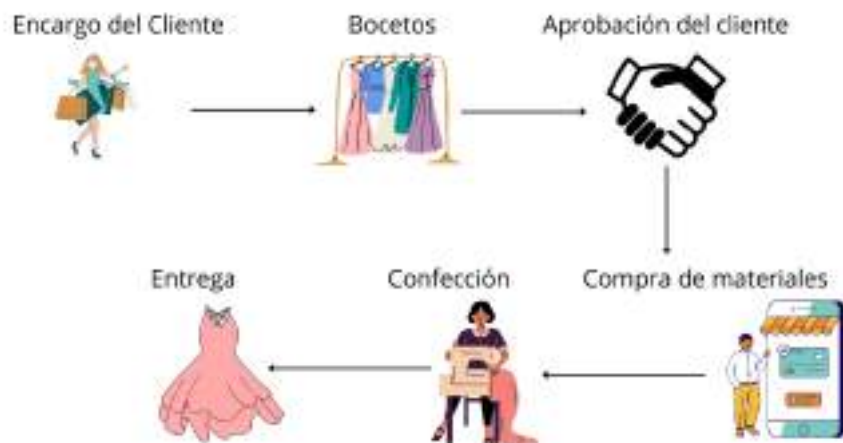 Encargo del Cliente
Bocetos
Aprobación del cliente
Compra de materiales
Confección
Entrega